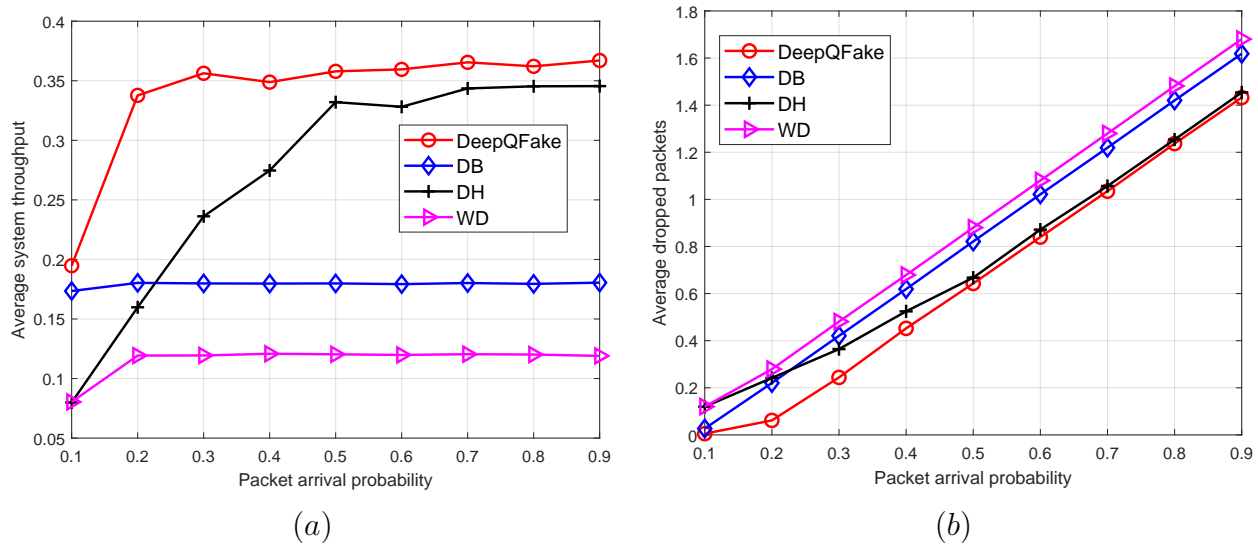 0.4
0.35
0.3
0.25
0.2
0.15
0.1
0.05
Average system throughput
DeepQFake
DB
DH
WD
0.1 0.2 0.3 0.4 0.5 0.6 0.7 0.8 0.9
Packet arrival probability
(a)
1.8
1.6
1.4
1.2
1
0.8
0.6
0.4
0.2
0
Average dropped packets
DeepQFake
DB
DH
WD
0.1 0.2 0.3 0.4 0.5 0.6 0.7 0.8 0.9
Packet arrival probability
(b)